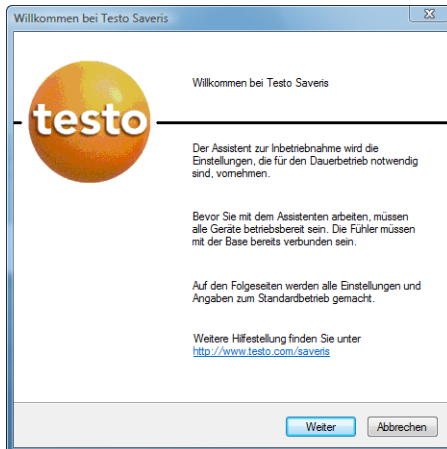 Willkommen bei Testo Saveris
testo
Willkommen bei Testo Saveris
Der Assistent zur Inbetriebnahme wird die
Einstellungen, die für den Dauerbetrieb notwendig
sind, vornehmen.
Bevor Sie mit dem Assistenten arbeiten, müssen
alle Geräte betriebsbereit sein. Die Fühler müssen
mit der Base bereits verbunden sein.
Auf den Folgeseiten werden alle Einstellungen und
Angaben zum Standardbetrieb gemacht.
Weitere Hilfestellung finden Sie unter
http://www.testo.com/saveris
Weiter
Abbrechen